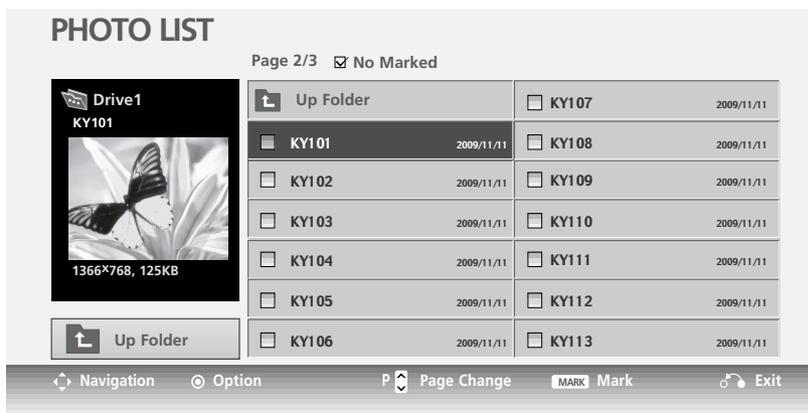 PHOTO LIST
Page 2/3 No Marked
Drive1
KY101
1366x768, 125KB
Up Folder
Up Folder
KY101 2009/11/11
KY102 2009/11/11
KY103 2009/11/11
KY104 2009/11/11
KY105 2009/11/11
KY106 2009/11/11
KY107 2009/11/11
KY108 2009/11/11
KY109 2009/11/11
KY110 2009/11/11
KY111 2009/11/11
KY112 2009/11/11
KY113 2009/11/11
Navigation Option P Page Change MARK Mark Exit